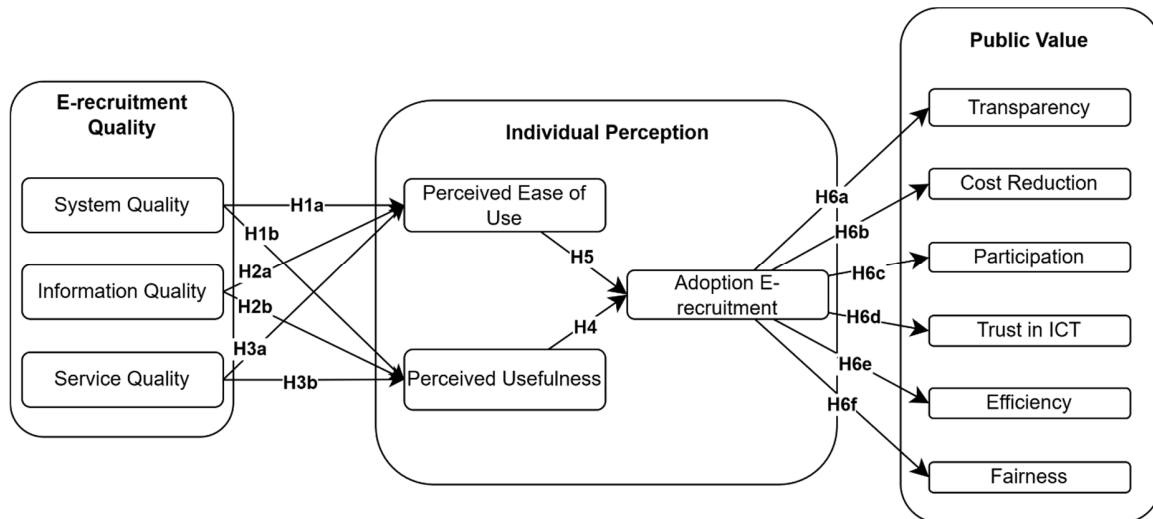 E-recruitment
Quality
System Quality
Information Quality
Service Quality
H1a
H1b
H2a
H2b
H3a
H3b
Individual Perception
Perceived Ease of
Use
Perceived Usefulness
H5
H4
Adoption E-
recruitment
H6a
H6b
H6c
H6d
H6e
H6f
Public Value
Transparency
Cost Reduction
Participation
Trust in ICT
Efficiency
Fairness